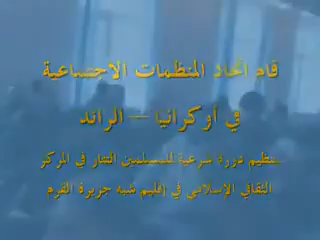 قام اتحاد المنظمات الاجتماعية
في أوكرانيا — الرائد
بتنظيم دورة شرعية للمسلمين التتار في المركز
الثقافي الإسلامي في إقليم شبه جزيرة القرم